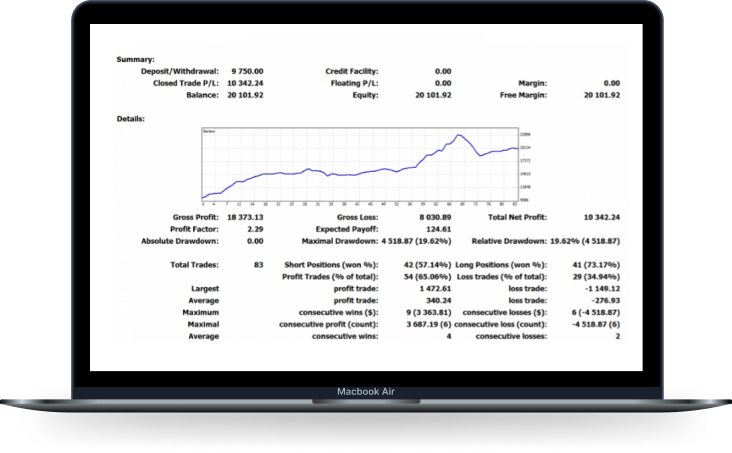 Summary:
Deposit/Withdrawal: 9 750.00 Credit Facility: 0.00
Closed Trade P/L: 10 342.24 Floating P/L: 0.00 Margin: 0.00
Balance: 20 101.92 Equity: 20 101.92 Free Margin: 20 101.92
Details:
Gross Profit: 18 373.13 Gross Loss: 8 030.89 Total Net Profit: 10 342.24
Profit Factor: 2.29 Expected Payoff: 124.61
Absolute Drawdown: 0.00 Maximal Drawdown: 4 518.87 (19.62%) Relative Drawdown: 19.62% (4 518.87)
Total Trades: 83 Short Positions (won %): 42 (57.14%) Long Positions (won %): 41 (73.17%)
Profit Trades (% of total): 54 (65.06%) Loss trades (% of total): 29 (34.94%)
Largest profit trade: 1 472.61 loss trade: -1 149.12
Average profit trade: 340.24 loss trade: -276.93
Maximum consecutive wins ($): 9 (3 363.81) consecutive losses ($): 6 (-4 518.87)
Maximal consecutive profit (count): 3 687.19 (6) consecutive loss (count): -4 518.87 (6)
Average consecutive wins: 4 consecutive losses: 2
Macbook Air